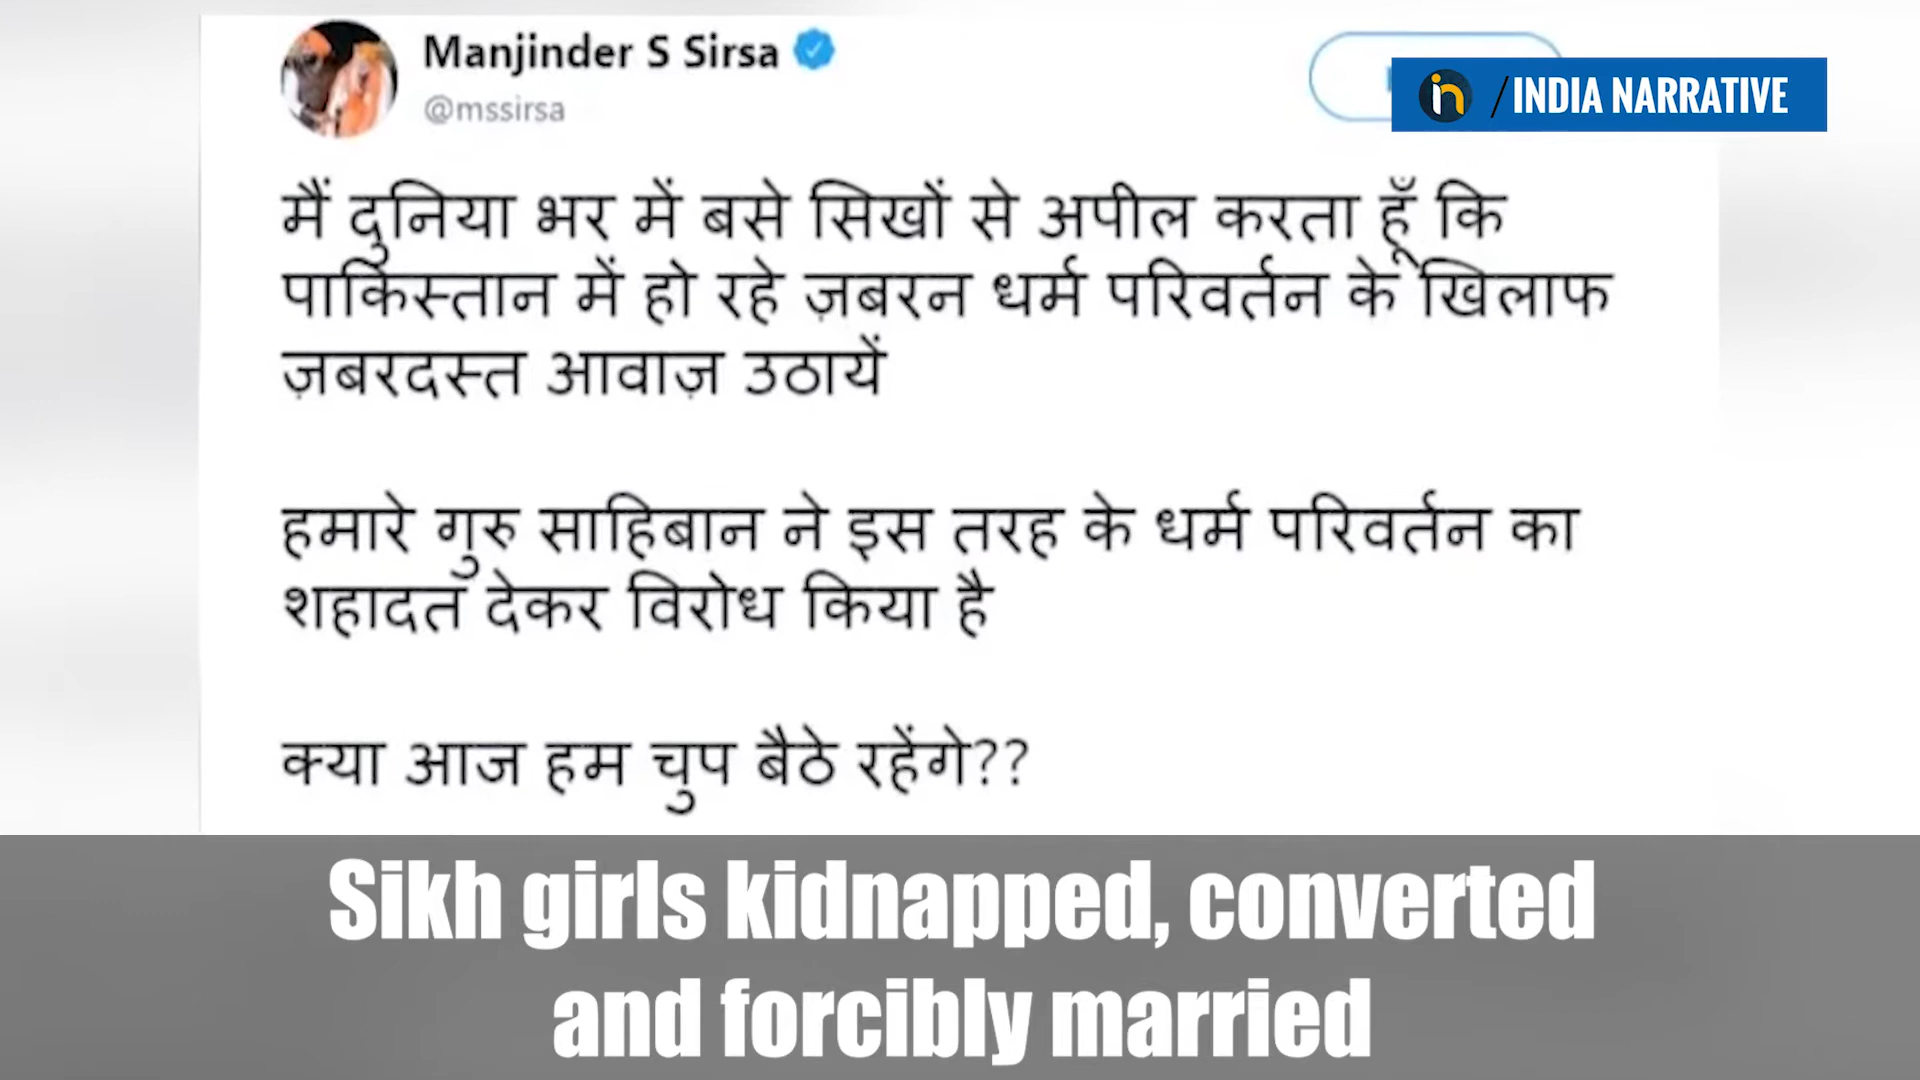 Manjinder S Sirsa
@mssirsa
/INDIA NARRATIVE
मैं दुनिया भर में बसे सिखों से अपील करता हूँ कि
पाकिस्तान में हो रहे ज़बरन धर्म परिवर्तन के खिलाफ
ज़बरदस्त आवाज़ उठायें
हमारे गुरु साहिबान ने इस तरह के धर्म परिवर्तन का
शहादत देकर विरोध किया है
क्या आज हम चुप बैठे रहेंगे??
Sikh girls kidnapped, converted
and forcibly married